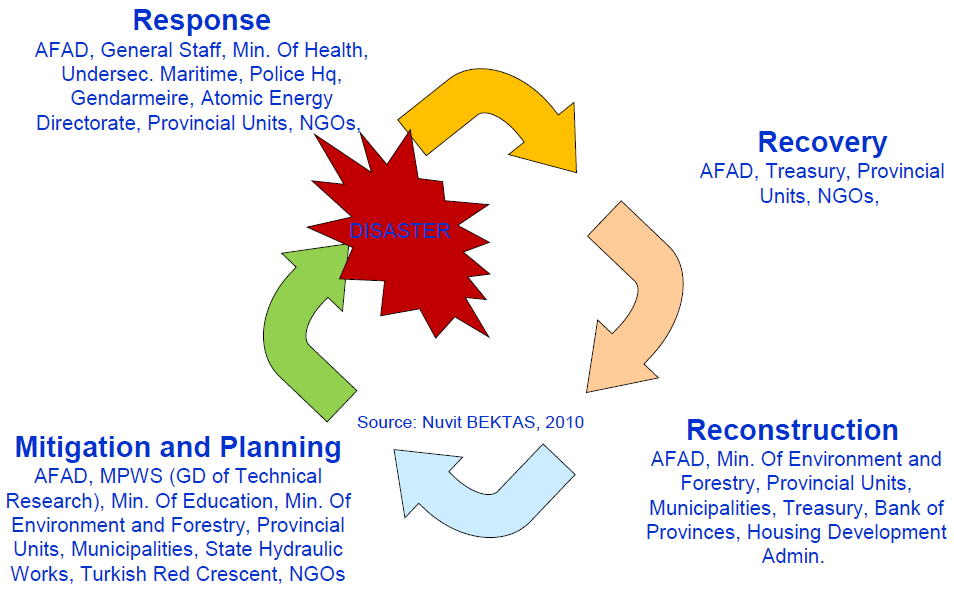 Response
AFAD, General Staff, Min. Of Health,
Undersec. Maritime, Police Hq,
Gendarmeire, Atomic Energy
Directorate, Provincial Units, NGOs,
Recovery
AFAD, Treasury, Provincial
Units, NGOs,
DISASTER
Source: Nuvit BEKTAS, 2010
Mitigation and Planning
AFAD, MPWS (GD of Technical
Research), Min. Of Education, Min. Of
Environment and Forestry, Provincial
Units, Municipalities, State Hydraulic
Works, Turkish Red Crescent, NGOs
Reconstruction
AFAD, Min. Of Environment and
Forestry, Provincial Units,
Municipalities, Treasury, Bank of
Provinces, Housing Development
Admin.